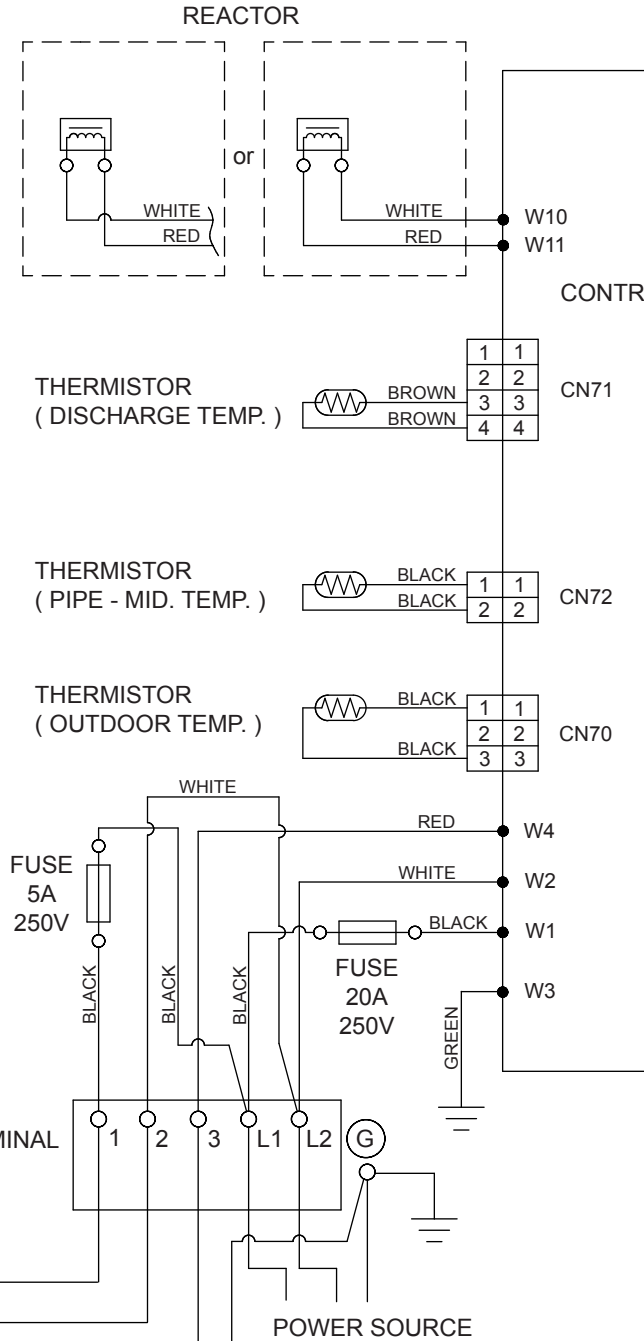 REACTOR
or
WHITE
RED
WHITE
RED
W10
W11
CONTR
THERMISTOR
( DISCHARGE TEMP. )
BROWN
BROWN
1 1
2 2
3 3
4 4
CN71
THERMISTOR
( PIPE - MID. TEMP. )
BLACK
BLACK
1 1
2 2
CN72
THERMISTOR
( OUTDOOR TEMP. )
BLACK
BLACK
1 1
2 2
3 3
CN70
WHITE
RED
W4
FUSE
5A
250V
WHITE
W2
BLACK
W1
FUSE
20A
250V
W3
BLACK
BLACK
BLACK
GREEN
MINAL
1 2 3 L1 L2 G
POWER SOURCE